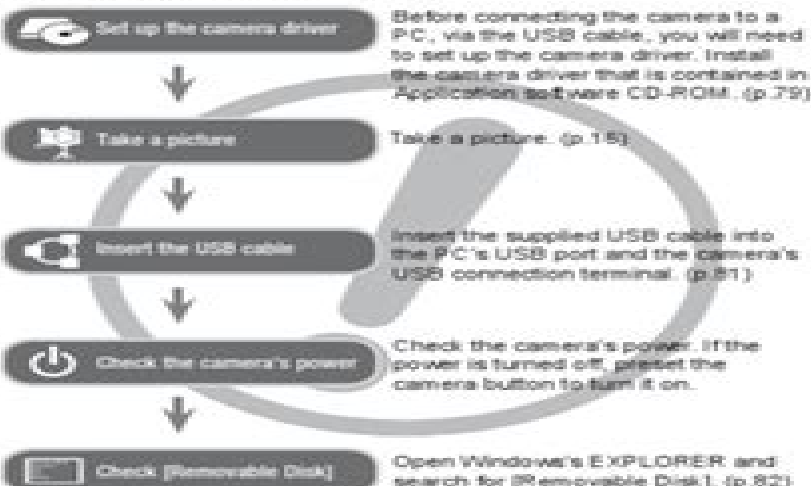 Set up the camera driver
Before connecting the camera to a
PC, via the USB cable, you will need
to set up the camera driver. Install
the camera driver that is contained in
Application software CD-ROM. (p.79)
Take a picture
Take a picture. (p.15)
Insert the USB cable
Insert the supplied USB cable into
the PC's USB port and the camera's
USB connection terminal. (p.81)
Check the camera's power
Check the camera's power. If the
power is turned off, preset the
camera button to turn it on.
Check [Removable Disk]
Open Windows's EXPLORER and
search for [Removable Disk]. (p.82)